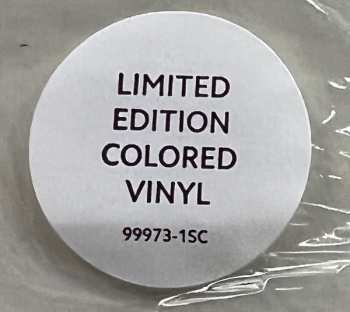 LIMITED
EDITION
COLORED
VINYL
99973-1SC